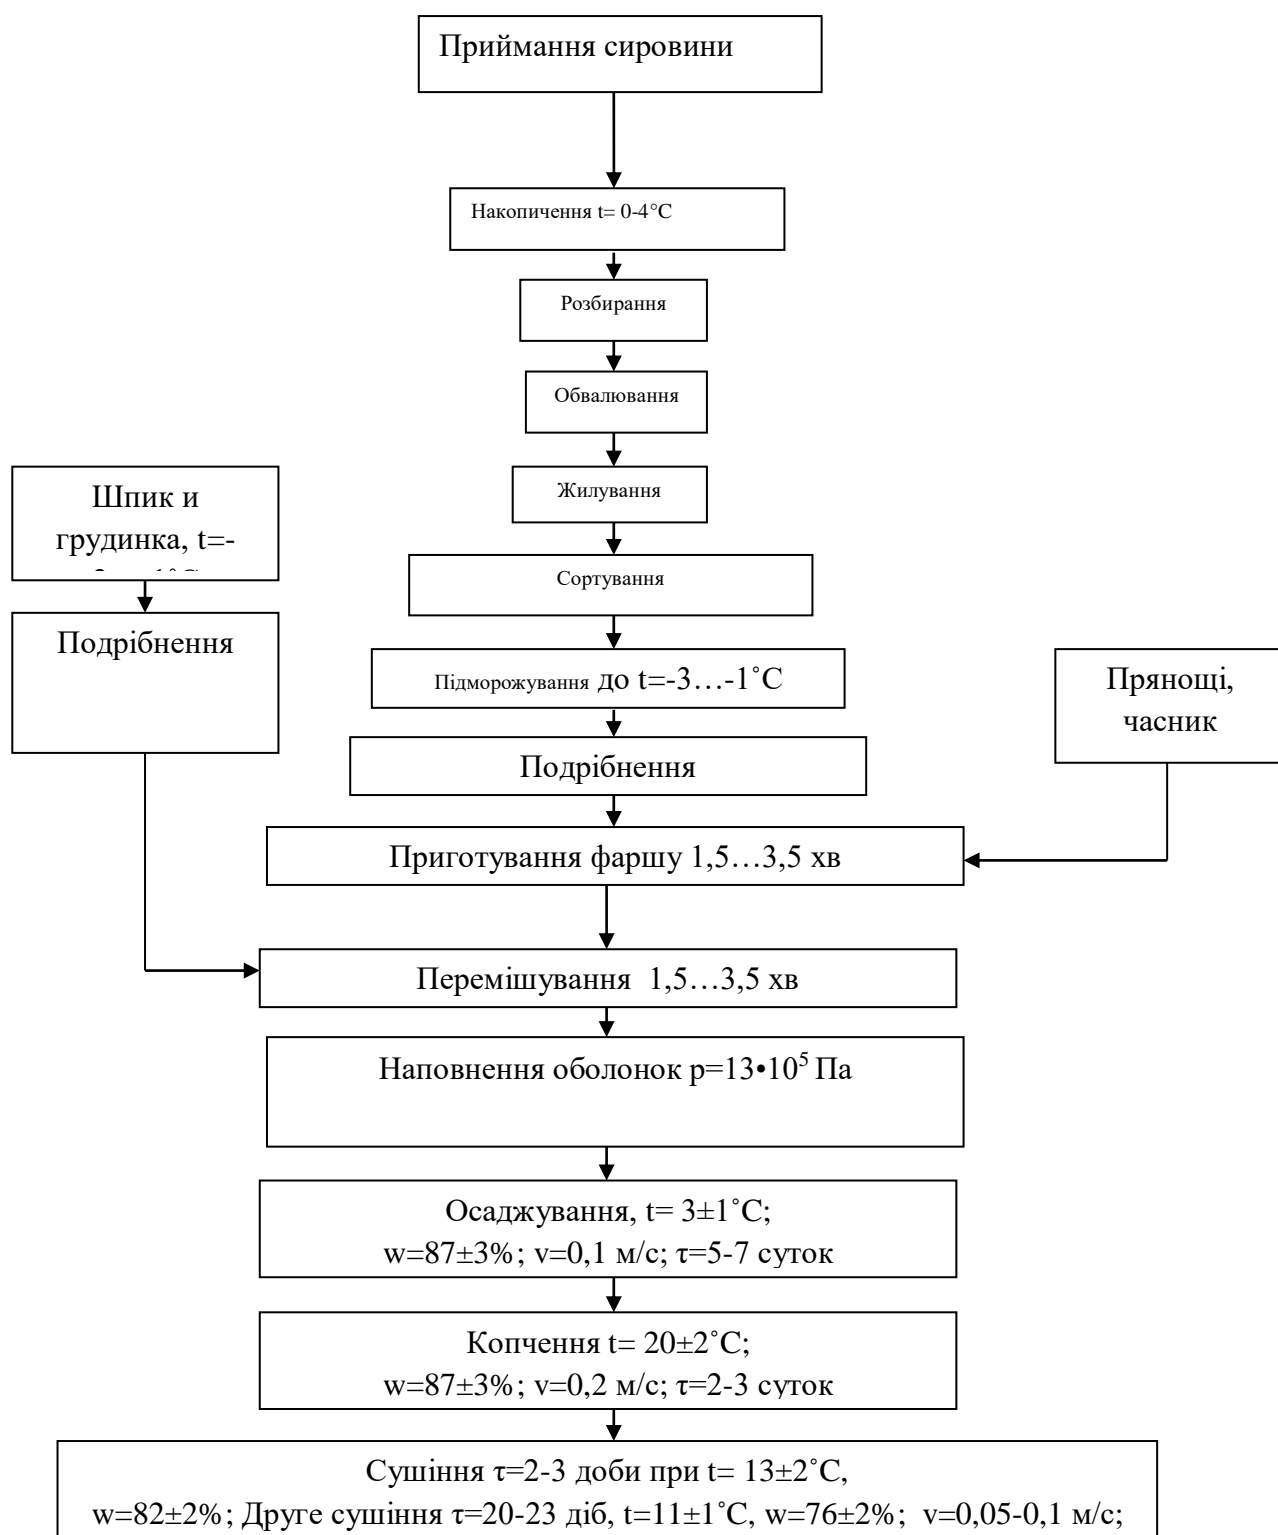 Приймання сировини
Накопичення t= 0-4°С
Розбирання
Обвалювання
Жилування
Шпик и
грудинка, t=-
Сортування
Подрібнення
Підморожування до t=-3…-1˚С
Прянощі,
часник
Подрібнення
Приготування фаршу 1,5…3,5 хв
Перемішування 1,5…3,5 хв
Наповнення оболонок р=13•10⁵ Па
Осаджування, t= 3±1˚С;
w=87±3%; v=0,1 м/с; τ=5-7 суток
Копчення t= 20±2˚С;
w=87±3%; v=0,2 м/с; τ=2-3 суток
Сушіння τ=2-3 доби при t= 13±2˚С,
w=82±2%; Друге сушіння τ=20-23 діб, t=11±1˚С, w=76±2%; v=0,05-0,1 м/с;